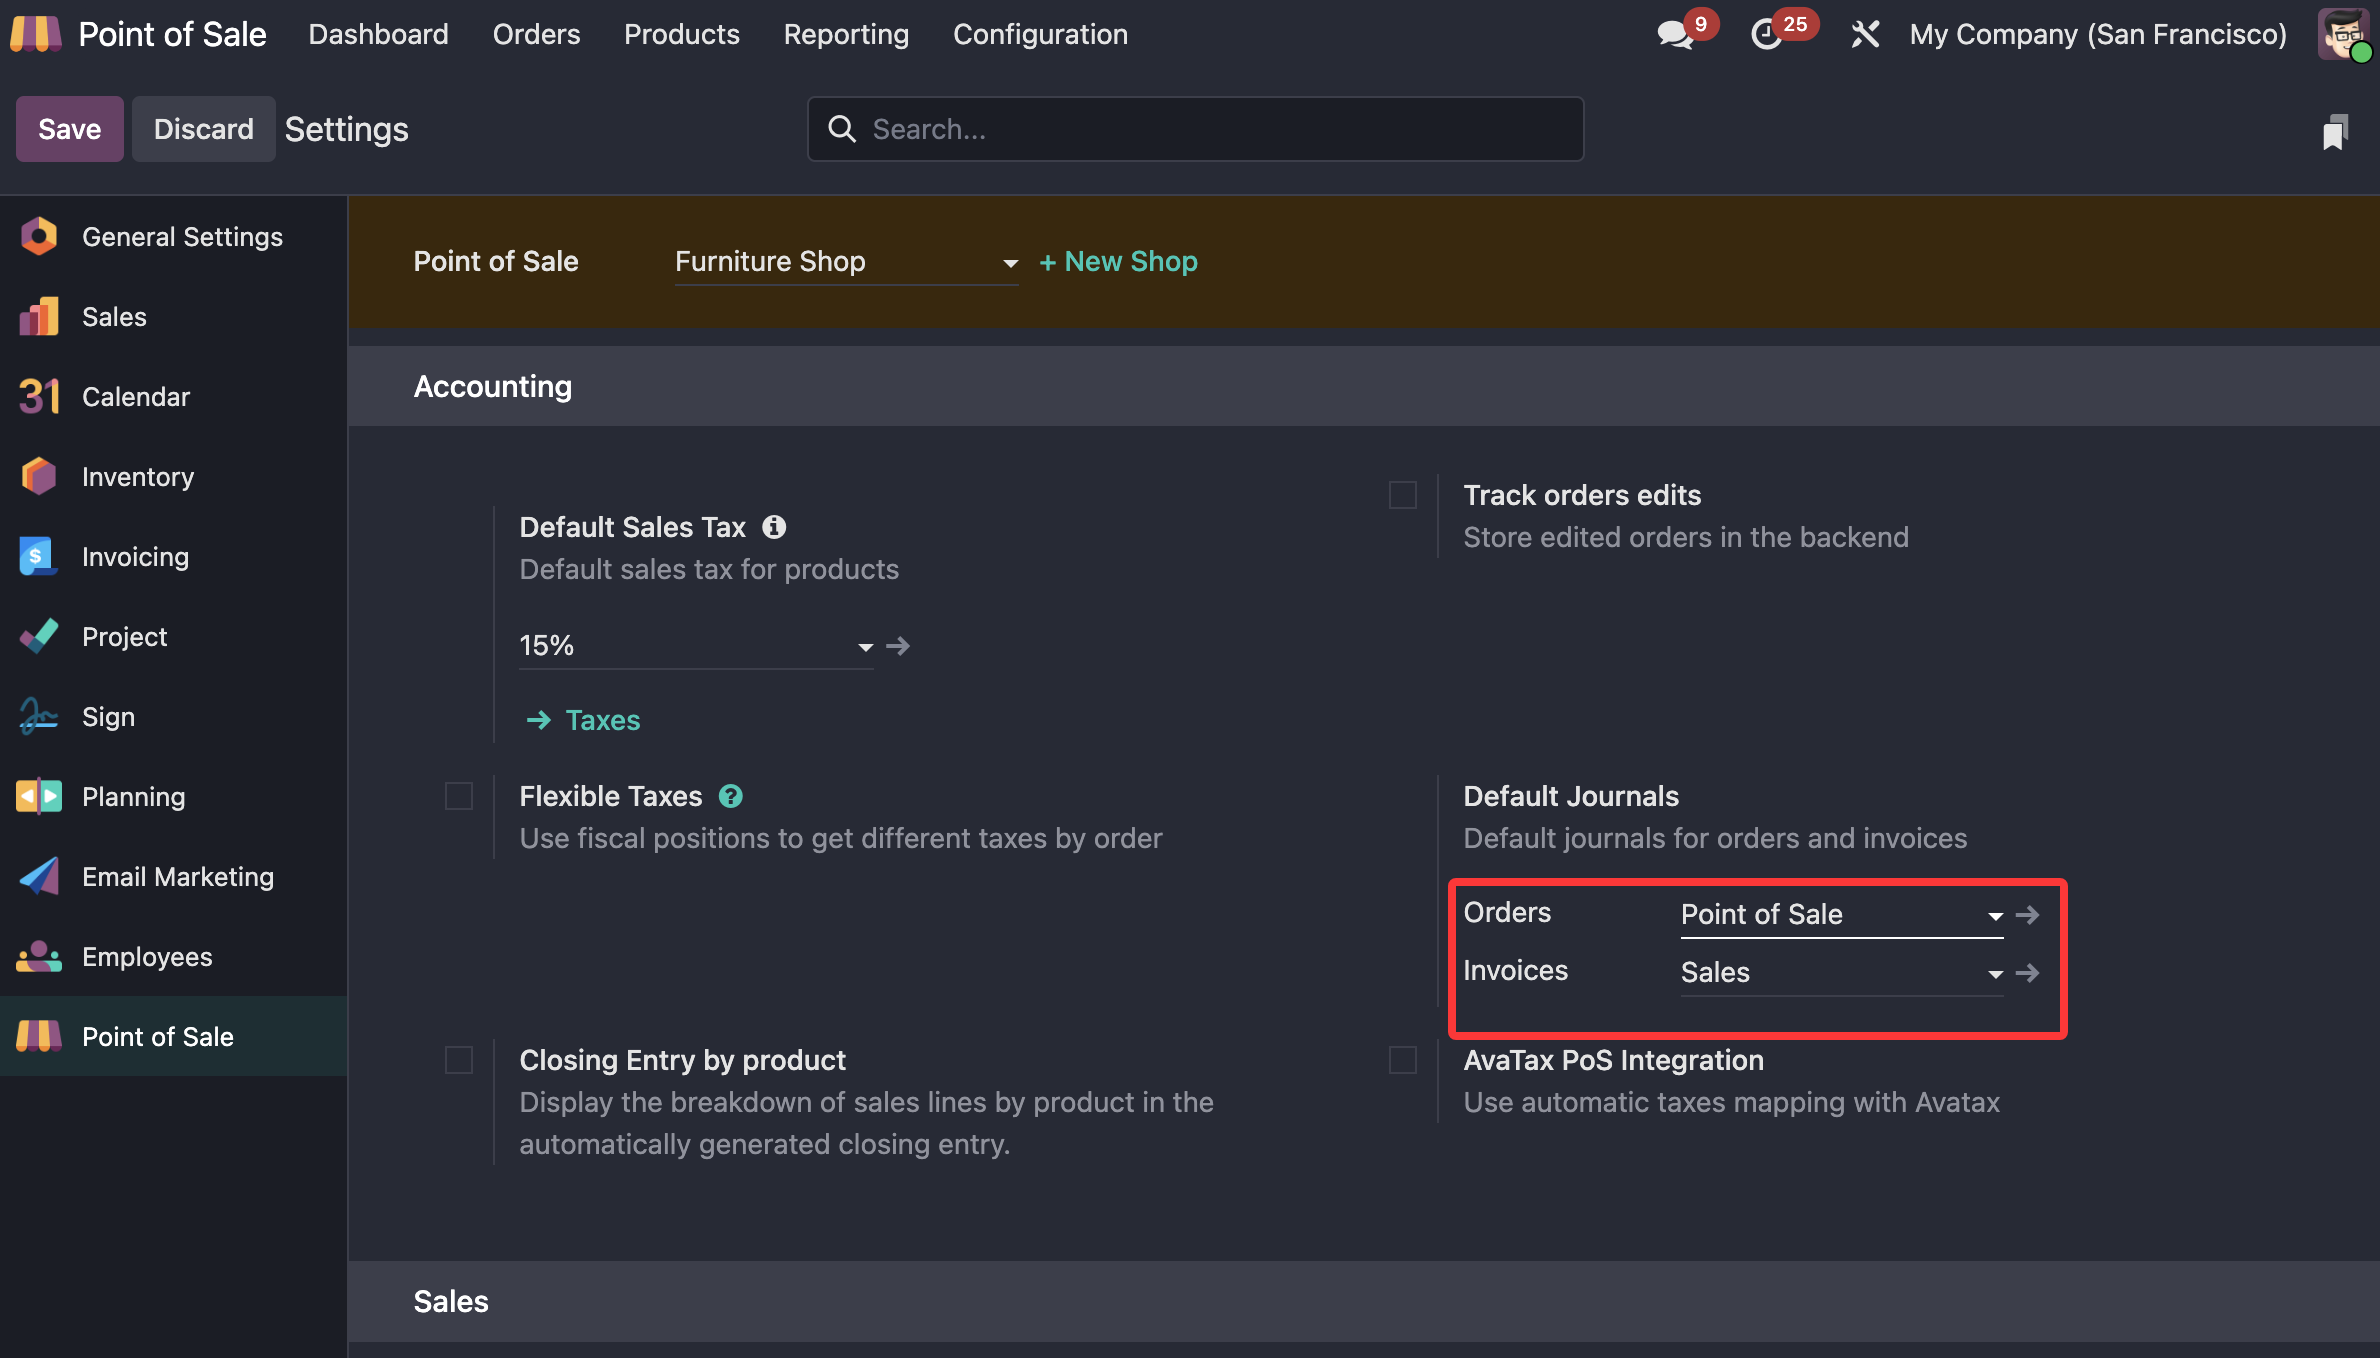 Point of Sale Dashboard Orders Products Reporting Configuration 9 25 My Company (San Francisco)
Save Discard Settings Search...
General Settings
Sales
31 Calendar
Inventory
$ Invoicing
Project
Sign
Planning
Email Marketing
Employees
Point of Sale
Point of Sale Furniture Shop + New Shop
Accounting
Default Sales Tax
Default sales tax for products
15%
→ Taxes
Track orders edits
Store edited orders in the backend
Flexible Taxes ?
Use fiscal positions to get different taxes by order
Default Journals
Default journals for orders and invoices
Orders Point of Sale
Invoices Sales
Closing Entry by product
Display the breakdown of sales lines by product in the
automatically generated closing entry.
AvaTax PoS Integration
Use automatic taxes mapping with Avatax
Sales